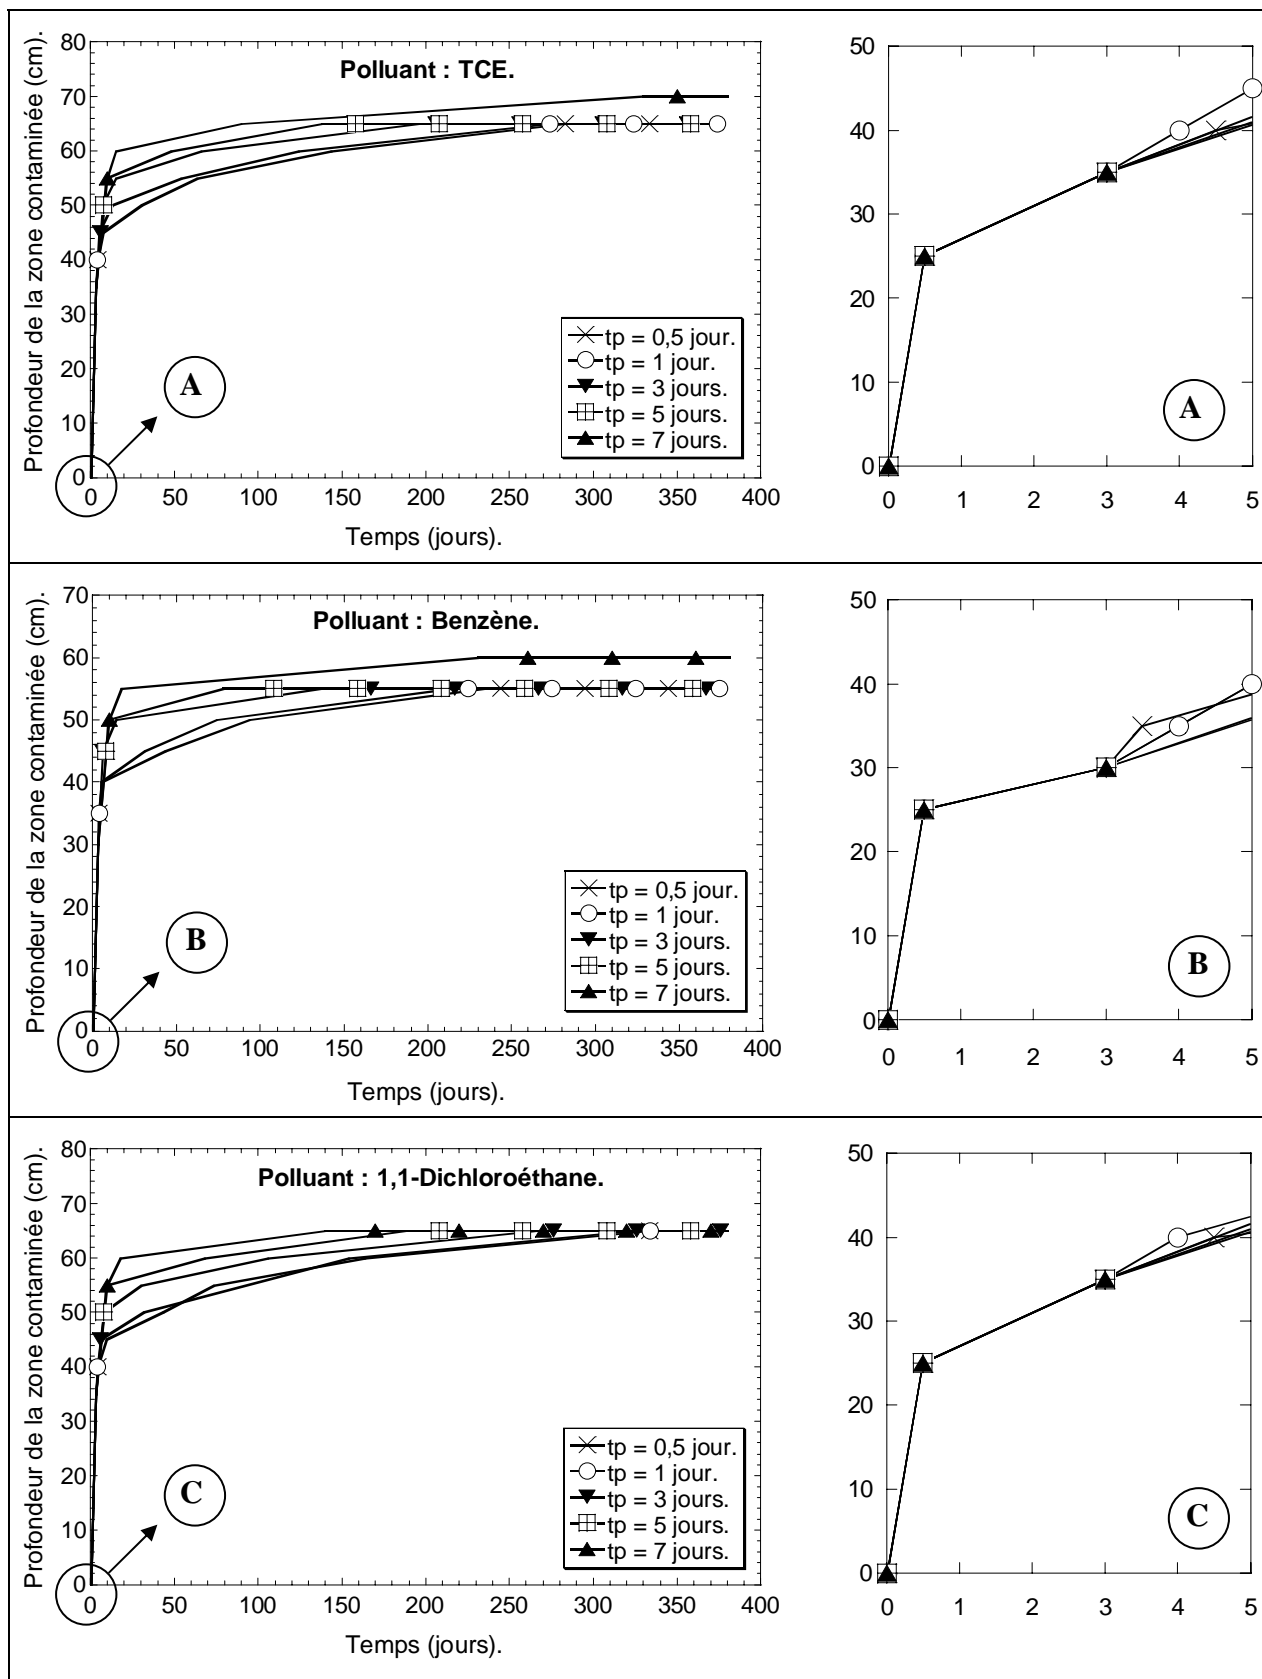 Polluant : TCE.
Profondeur de la zone contaminée (cm).
80
70
60
50
40
30
20
10
0
0 50 100 150 200 250 300 350 400
Temps (jours).
tp = 0,5 jour.
tp = 1 jour.
tp = 3 jours.
tp = 5 jours.
tp = 7 jours.
A
50
40
30
20
10
0
0 1 2 3 4 5
A
Polluant : Benzène.
Profondeur de la zone contaminée (cm).
70
60
50
40
30
20
10
0
0 50 100 150 200 250 300 350 400
Temps (jours).
tp = 0,5 jour.
tp = 1 jour.
tp = 3 jours.
tp = 5 jours.
tp = 7 jours.
B
50
40
30
20
10
0
0 1 2 3 4 5
B
Polluant : 1,1-Dichloroéthane.
Profondeur de la zone contaminée (cm).
80
70
60
50
40
30
20
10
0
0 50 100 150 200 250 300 350 400
Temps (jours).
tp = 0,5 jour.
tp = 1 jour.
tp = 3 jours.
tp = 5 jours.
tp = 7 jours.
C
50
40
30
20
10
0
0 1 2 3 4 5
C